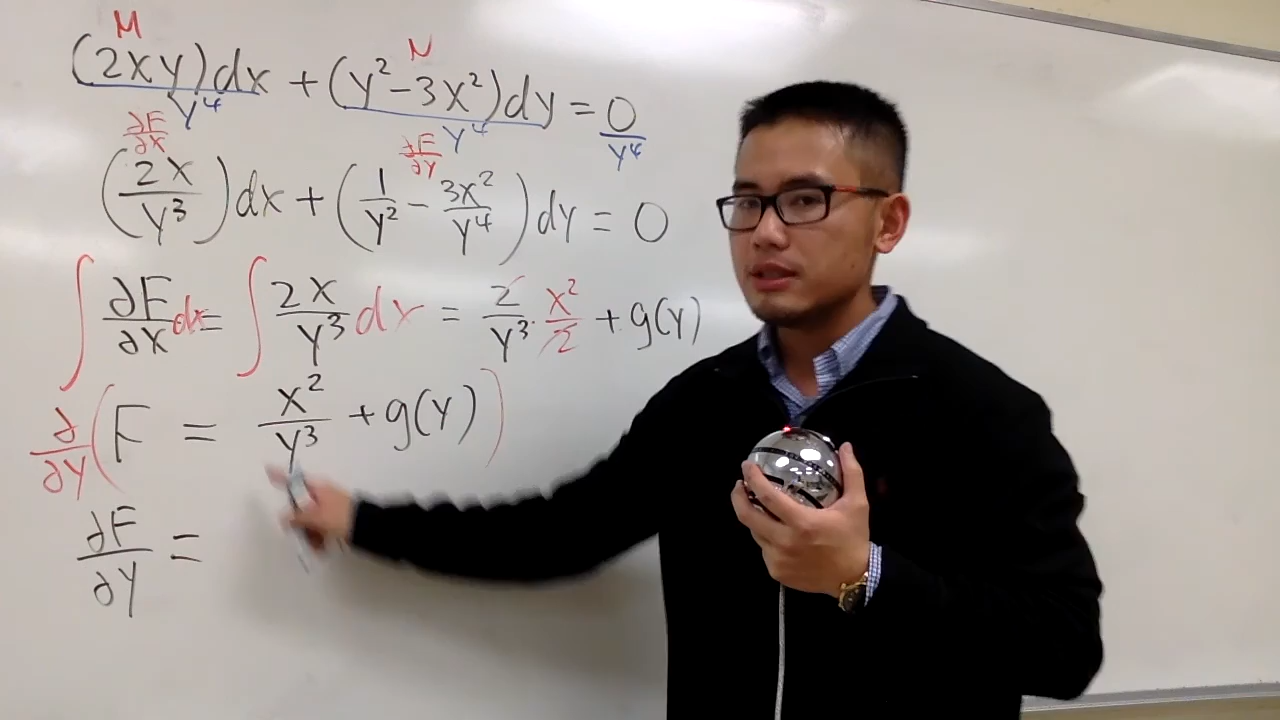 M N
(2xy)dx + (y²-3x²)dy = 0
y⁴ y⁴ y⁴
∂F/∂x ∂F/∂y
(2x/y³)dx + (1/y² - 3x²/y⁴)dy = 0
∫ ∂F/∂x dx = ∫ 2x/y³ dx = 2/y³ · x²/2 + g(y)
∂/∂y (F = x²/y³ + g(y))
∂F/∂y =